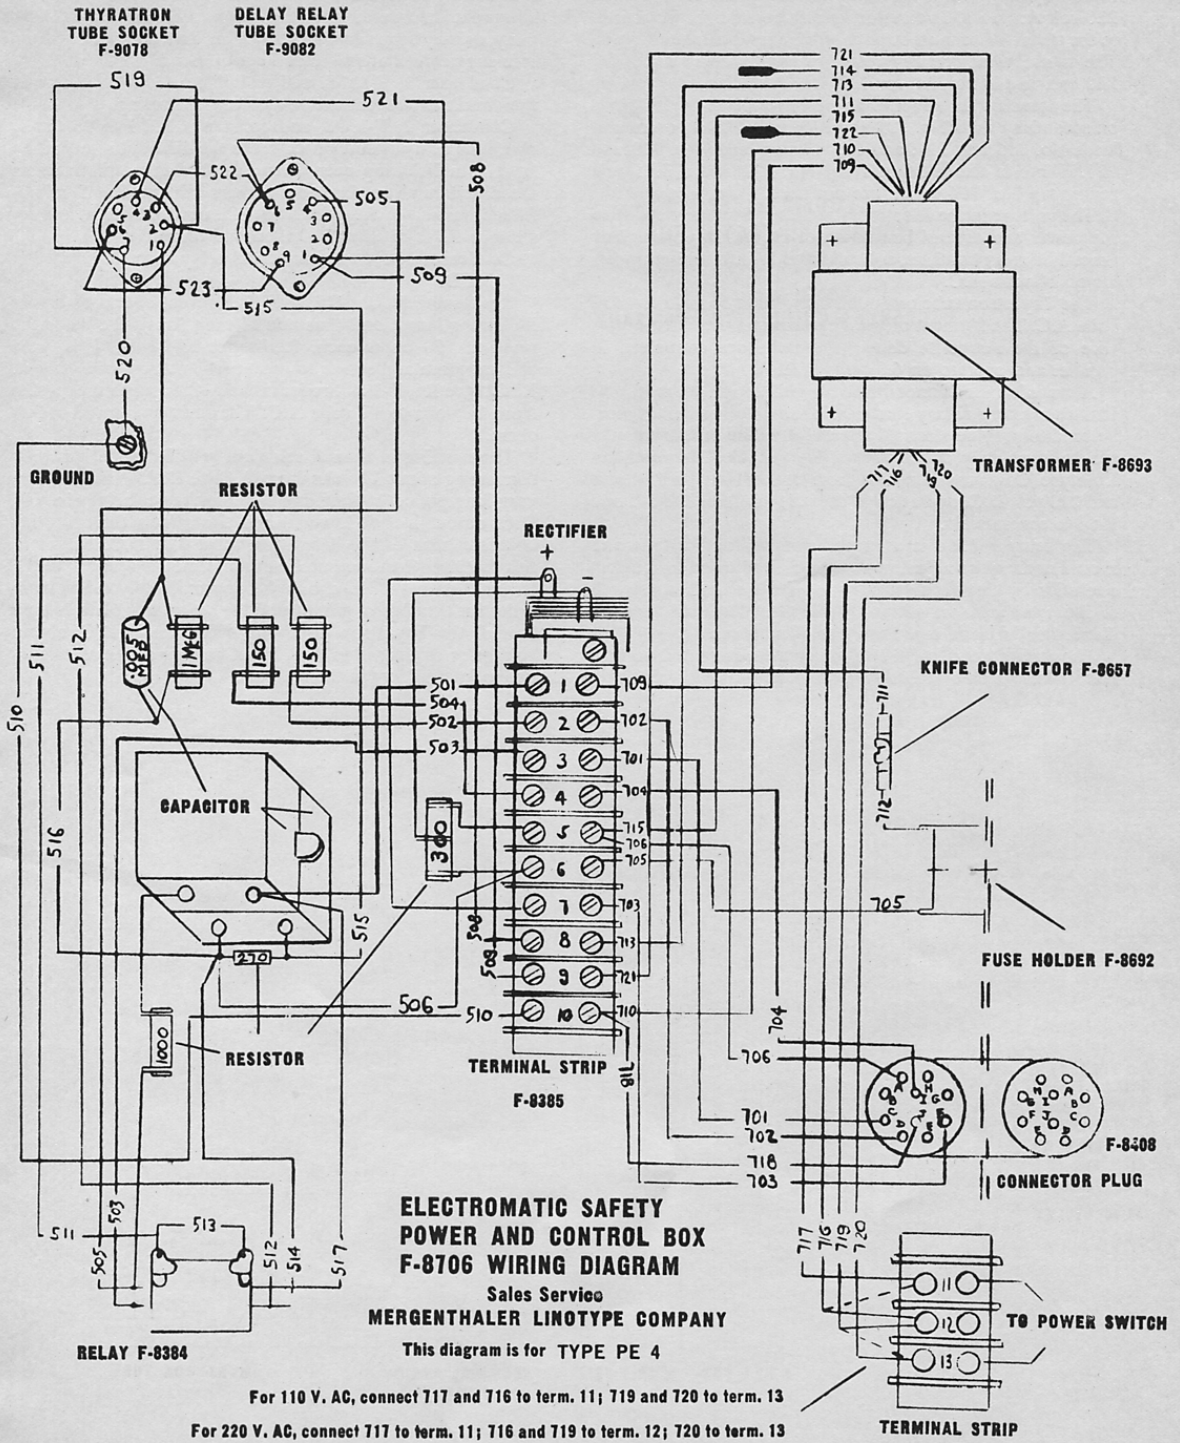 THYRATRON
TUBE SOCKET
F-9078
DELAY RELAY
TUBE SOCKET
F-9082
519
521
522
505
508
509
523
515
520
721
714
713
711
715
722
710
709
GROUND
RESISTOR
RECTIFIER
+
-
TRANSFORMER F-8693
717
716
719
720
KNIFE CONNECTOR F-8657
711
712
.005
MFD
1 MEG
150
150
510
511
512
516
501
504
502
503
1
2
3
4
5
6
7
8
9
10
709
702
701
704
715
706
705
703
713
721
710
718
CAPACITOR
300
515
270
508
509
506
510
1000
RESISTOR
TERMINAL STRIP
F-8385
705
FUSE HOLDER F-8692
704
706
701
702
718
703
F-8408
CONNECTOR PLUG
511
513
503
505
512
514
517
RELAY F-8384
ELECTROMATIC SAFETY
POWER AND CONTROL BOX
F-8706 WIRING DIAGRAM
Sales Service
MERGENTHALER LINOTYPE COMPANY
This diagram is for TYPE PE 4
717
716
719
720
11
12
13
TO POWER SWITCH
TERMINAL STRIP
For 110 V. AC, connect 717 and 716 to term. 11; 719 and 720 to term. 13
For 220 V. AC, connect 717 to term. 11; 716 and 719 to term. 12; 720 to term. 13